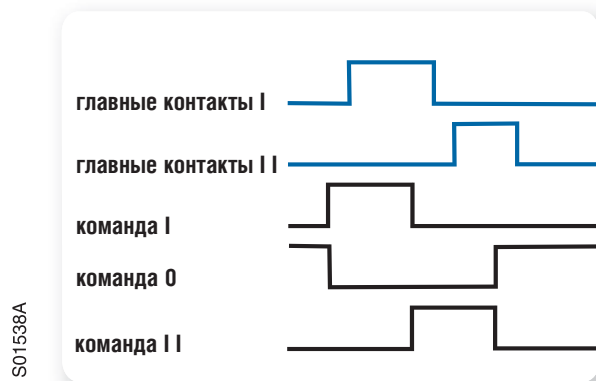 главные контакты I
главные контакты I I
команда I
команда 0
команда I I
S01538A